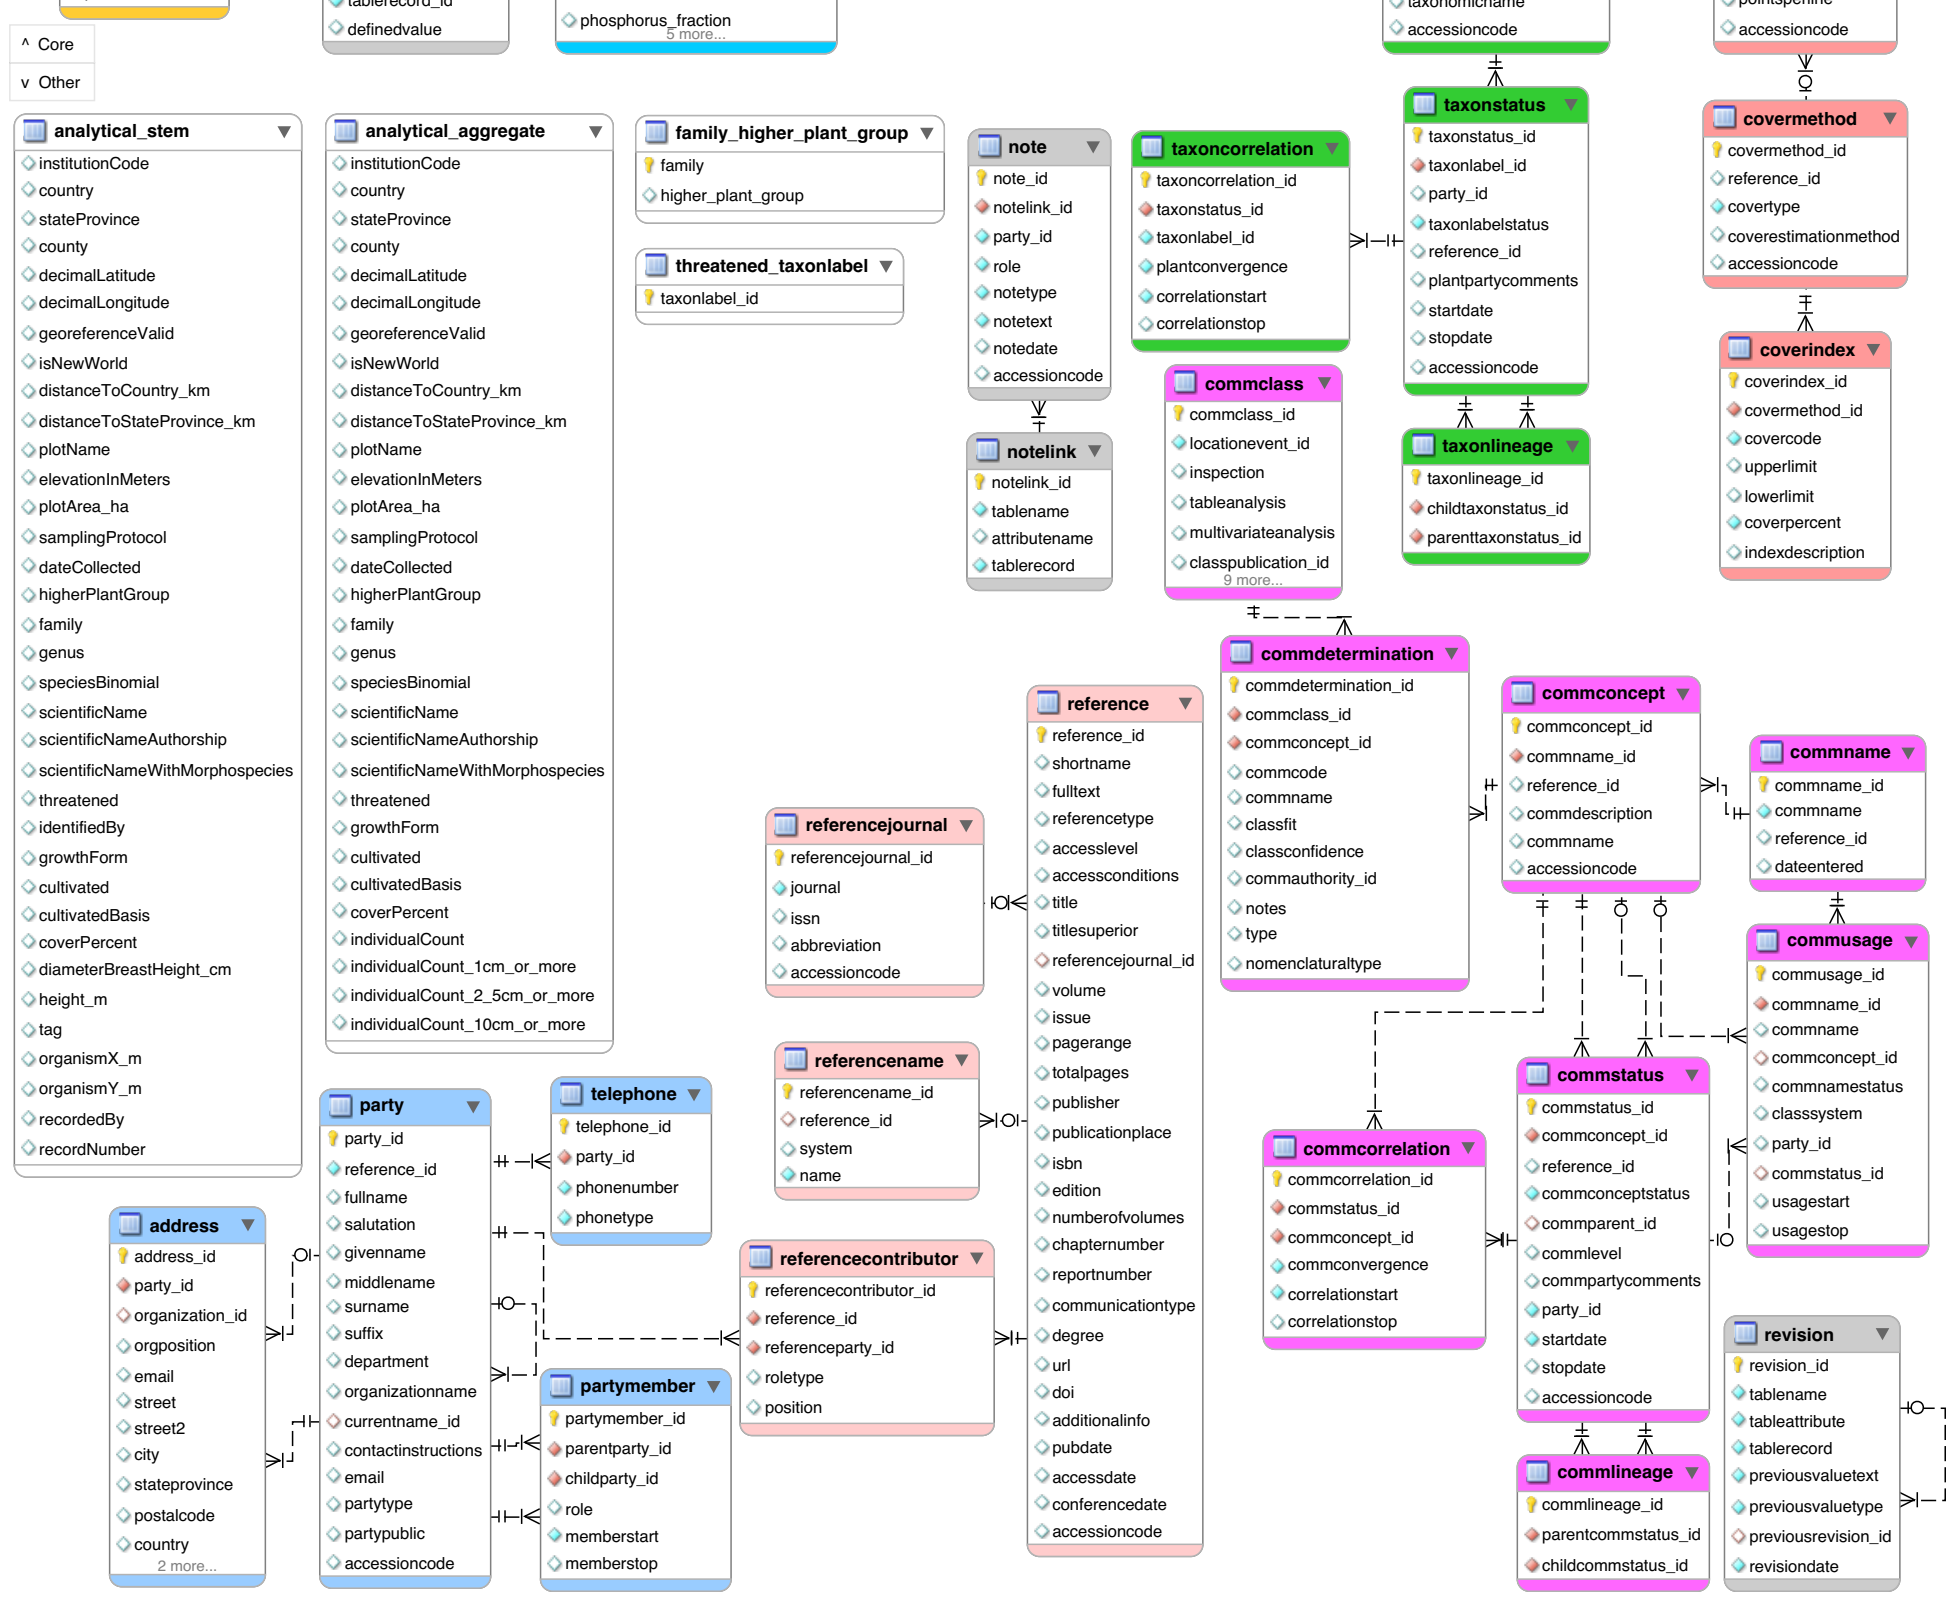 tablerecord_id
definedvalue
phosphorus_fraction
5 more...
taxonomicname
accessioncode
pointsperline
accessioncode
^ Core
v Other
analytical_stem
institutionCode
country
stateProvince
county
decimalLatitude
decimalLongitude
georeferenceValid
isNewWorld
distanceToCountry_km
distanceToStateProvince_km
plotName
elevationInMeters
plotArea_ha
samplingProtocol
dateCollected
higherPlantGroup
family
genus
speciesBinomial
scientificName
scientificNameAuthorship
scientificNameWithMorphospecies
threatened
identifiedBy
growthForm
cultivated
cultivatedBasis
coverPercent
diameterBreastHeight_cm
height_m
tag
organismX_m
organismY_m
recordedBy
recordNumber
analytical_aggregate
institutionCode
country
stateProvince
county
decimalLatitude
decimalLongitude
georeferenceValid
isNewWorld
distanceToCountry_km
distanceToStateProvince_km
plotName
elevationInMeters
plotArea_ha
samplingProtocol
dateCollected
higherPlantGroup
family
genus
speciesBinomial
scientificName
scientificNameAuthorship
scientificNameWithMorphospecies
threatened
growthForm
cultivated
cultivatedBasis
coverPercent
individualCount
individualCount_1cm_or_more
individualCount_2_5cm_or_more
individualCount_10cm_or_more
family_higher_plant_group
family
higher_plant_group
threatened_taxonlabel
taxonlabel_id
note
note_id
notelink_id
party_id
role
notetype
notetext
notedate
accessioncode
notelink
notelink_id
tablename
attributename
tablerecord
taxoncorrelation
taxoncorrelation_id
taxonstatus_id
taxonlabel_id
plantconvergence
correlationstart
correlationstop
taxonstatus
taxonstatus_id
taxonlabel_id
party_id
taxonlabelstatus
reference_id
plantpartycomments
startdate
stopdate
accessioncode
taxonlineage
taxonlineage_id
childtaxonstatus_id
parenttaxonstatus_id
covermethod
covermethod_id
reference_id
covertype
coverestimationmethod
accessioncode
coverindex
coverindex_id
covermethod_id
covercode
upperlimit
lowerlimit
coverpercent
indexdescription
commclass
commclass_id
locationevent_id
inspection
tableanalysis
multivariateanalysis
classpublication_id
9 more...
commdetermination
commdetermination_id
commclass_id
commconcept_id
commcode
commname
classfit
classconfidence
commauthority_id
notes
type
nomenclaturaltype
commconcept
commconcept_id
commname_id
reference_id
commdescription
commname
accessioncode
commname
commname_id
commname
reference_id
dateentered
commusage
commusage_id
commname_id
commname
commconcept_id
commnamestatus
classsystem
party_id
commstatus_id
usagestart
usagestop
reference
reference_id
shortname
fulltext
referencetype
accesslevel
accessconditions
title
titlesuperior
referencejournal_id
volume
issue
pagerange
totalpages
publisher
publicationplace
isbn
edition
numberofvolumes
chapternumber
reportnumber
communicationtype
degree
url
doi
additionalinfo
pubdate
accessdate
conferencedate
accessioncode
referencejournal
referencejournal_id
journal
issn
abbreviation
accessioncode
referencename
referencename_id
reference_id
system
name
referencecontributor
referencecontributor_id
reference_id
referenceparty_id
roletype
position
commcorrelation
commcorrelation_id
commstatus_id
commconcept_id
commconvergence
correlationstart
correlationstop
commstatus
commstatus_id
commconcept_id
reference_id
commconceptstatus
commparent_id
commlevel
commpartycomments
party_id
startdate
stopdate
accessioncode
commlineage
commlineage_id
parentcommstatus_id
childcommstatus_id
revision
revision_id
tablename
tableattribute
tablerecord
previousvaluetext
previousvaluetype
previousrevision_id
revisiondate
party
party_id
reference_id
fullname
salutation
givenname
middlename
surname
suffix
department
organizationname
currentname_id
contactinstructions
email
partytype
partypublic
accessioncode
telephone
telephone_id
party_id
phonenumber
phonetype
address
address_id
party_id
organization_id
orgposition
email
street
street2
city
stateprovince
postalcode
country
2 more...
partymember
partymember_id
parentparty_id
childparty_id
role
memberstart
memberstop